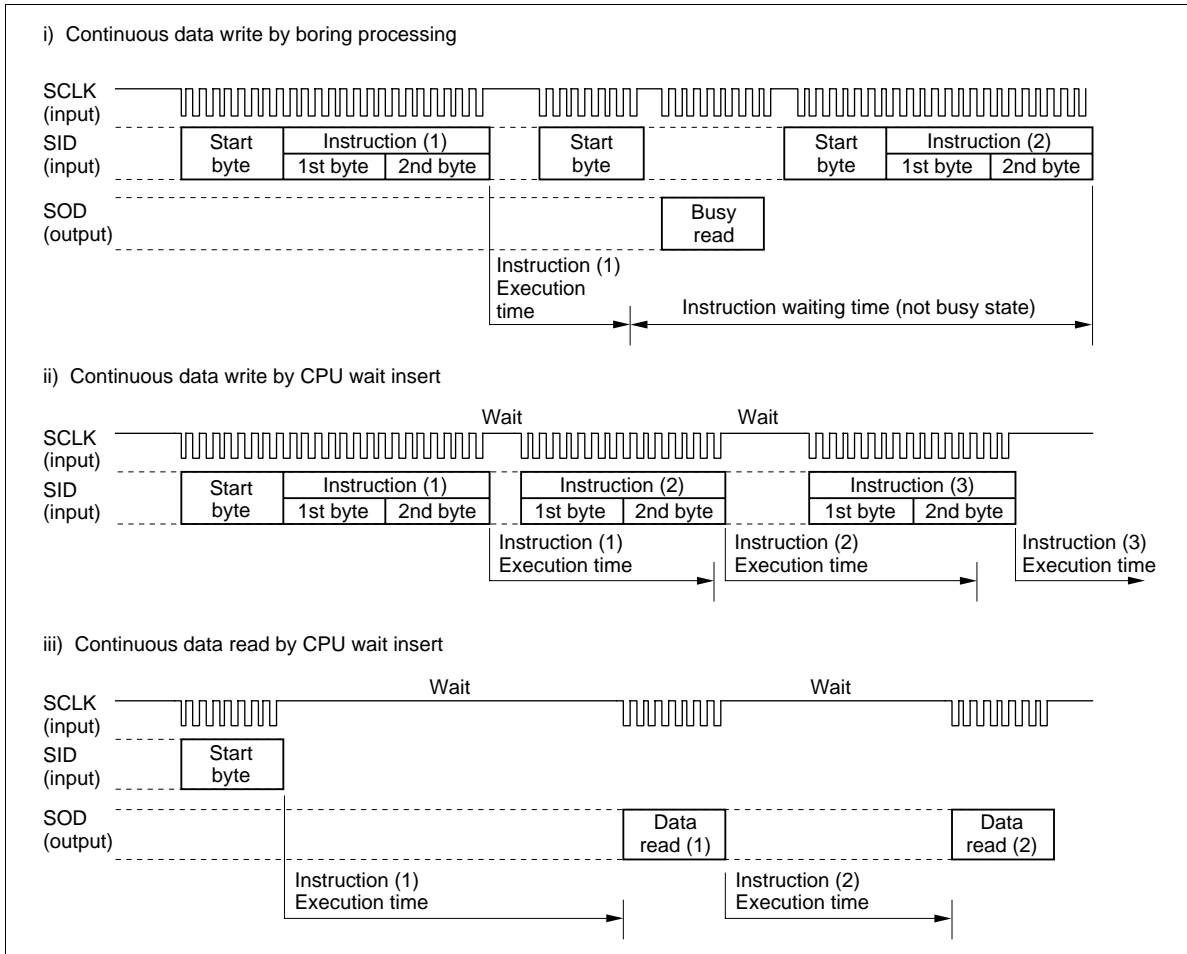 i) Continuous data write by boring processing
SCLK
(input)
SID
(input)
Start
byte
Instruction (1)
1st byte 2nd byte
Start
byte
Start
byte
Instruction (2)
1st byte 2nd byte
SOD
(output)
Busy
read
Instruction (1)
Execution
time
Instruction waiting time (not busy state)
ii) Continuous data write by CPU wait insert
Wait Wait
SCLK
(input)
SID
(input)
Start
byte
Instruction (1)
1st byte 2nd byte
Instruction (2)
1st byte 2nd byte
Instruction (3)
1st byte 2nd byte
Instruction (1)
Execution time
Instruction (2)
Execution time
Instruction (3)
Execution time
iii) Continuous data read by CPU wait insert
Wait Wait
SCLK
(input)
SID
(input)
Start
byte
SOD
(output)
Data
read (1)
Data
read (2)
Instruction (1)
Execution time
Instruction (2)
Execution time